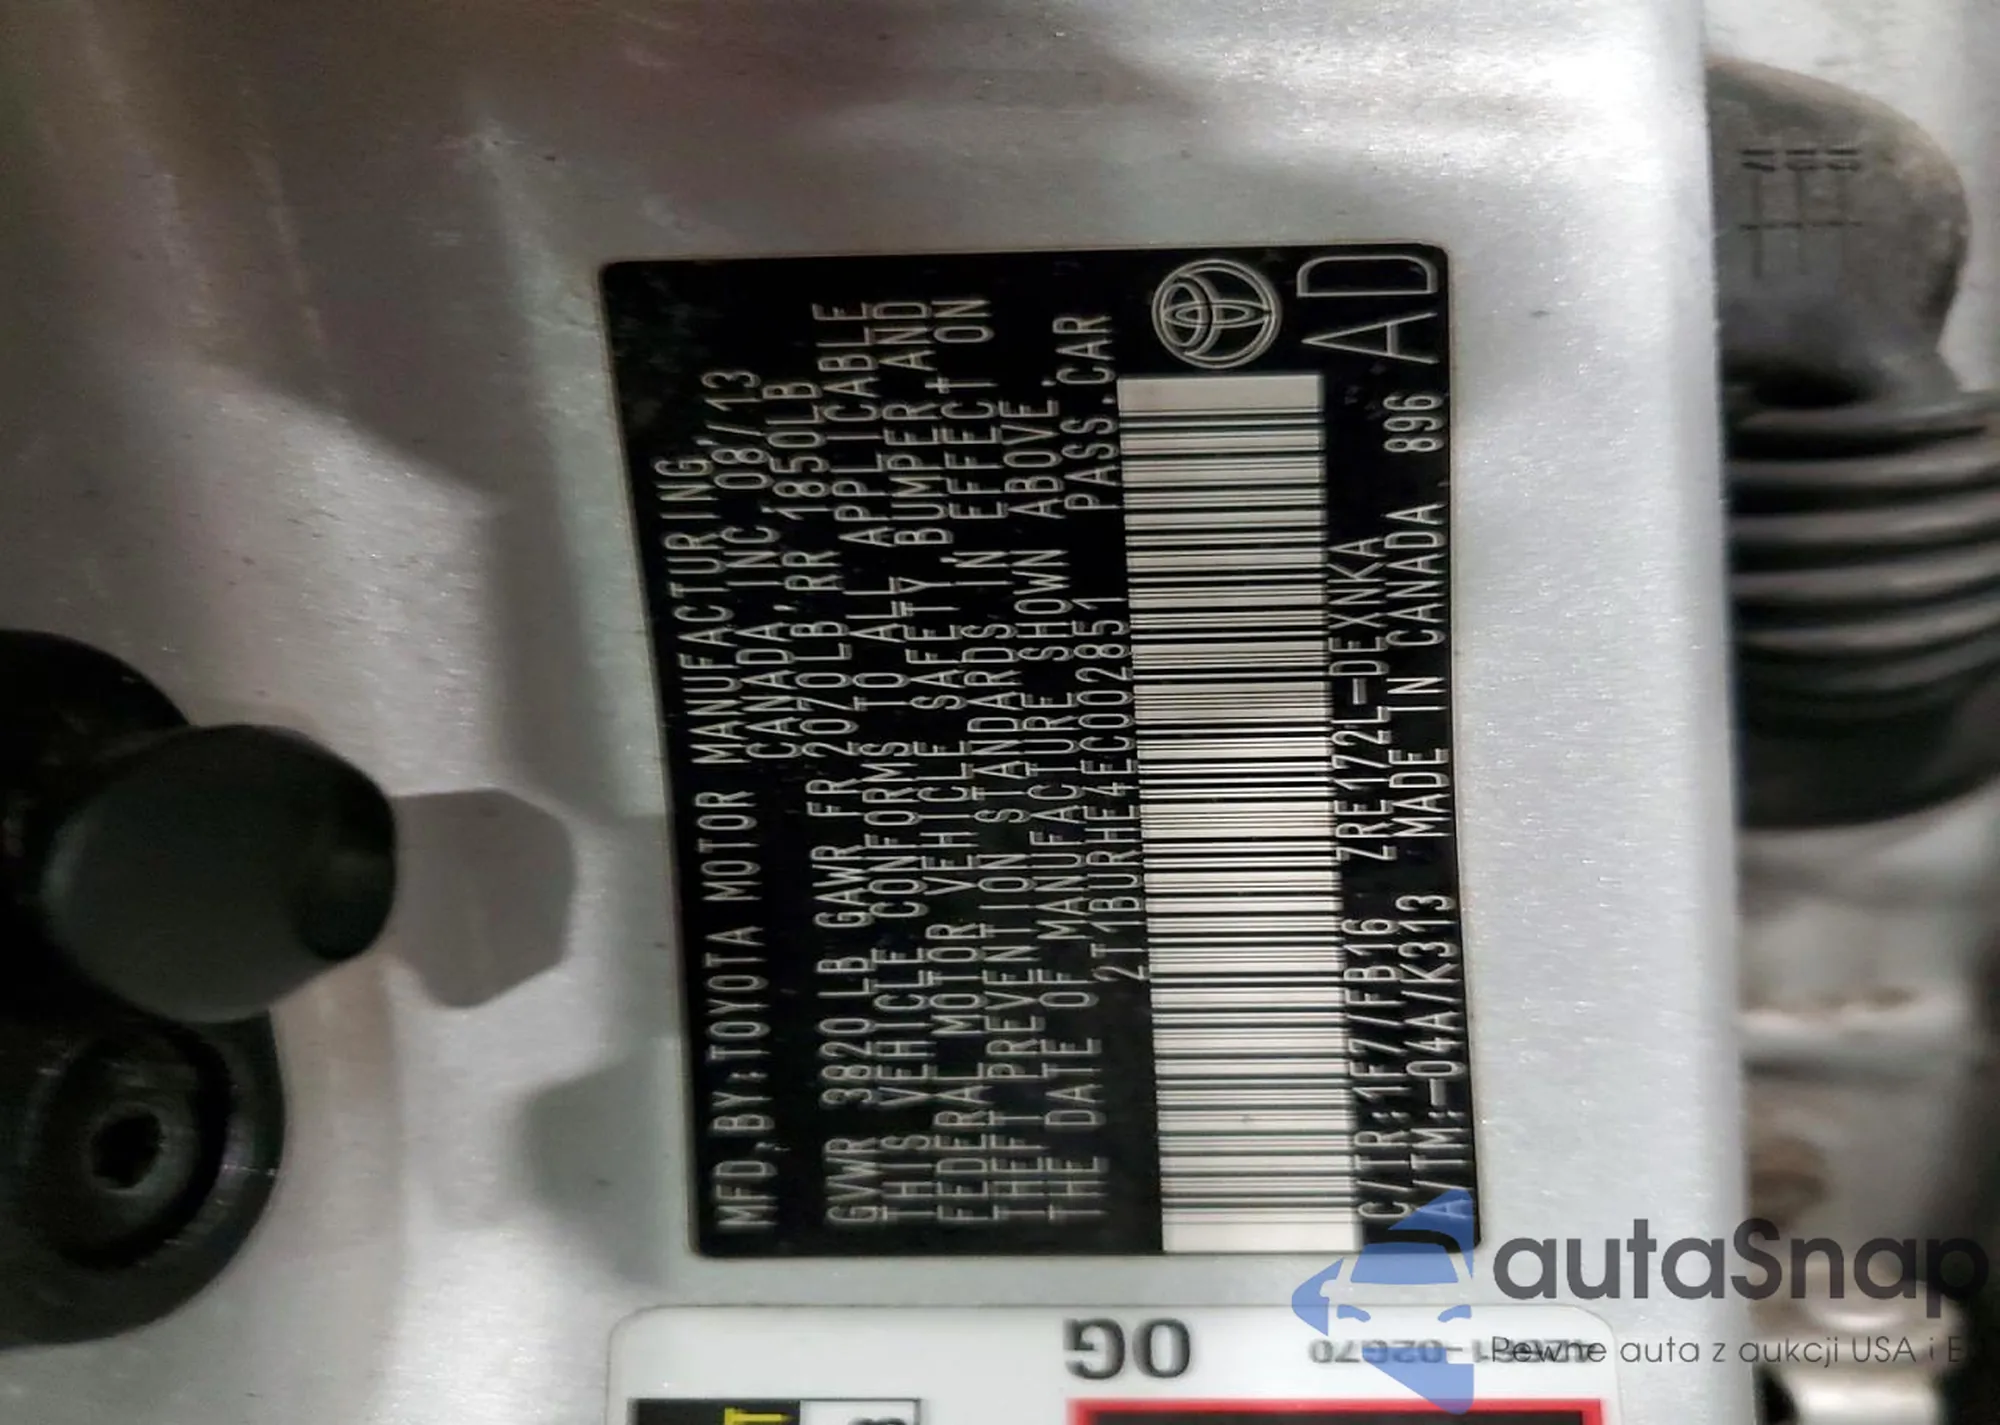 MFD.BY:TOYOTA MOTOR MANUFACTURING,
CANADA, INC. 08/13
GVWR 3820LB GAWR FR 2070LB,RR 1850LB
THIS VEHICLE CONFORMS TO ALL APPLICABLE
FEDERAL MOTOR VEHICLE SAFETY, BUMPER, AND
THEFT PREVENTION STANDARDS IN EFFECT ON
THE DATE OF MANUFACTURE SHOWN ABOVE.
2T1BURHE4EC002851 PASS.CAR
C/TR:1F7/FB16 ZRE172L-DEXNKA
A/TM:-04A/K313 MADE IN CANADA 896
AD
OG
autaSnap
Pewne auta z aukcji USA i E